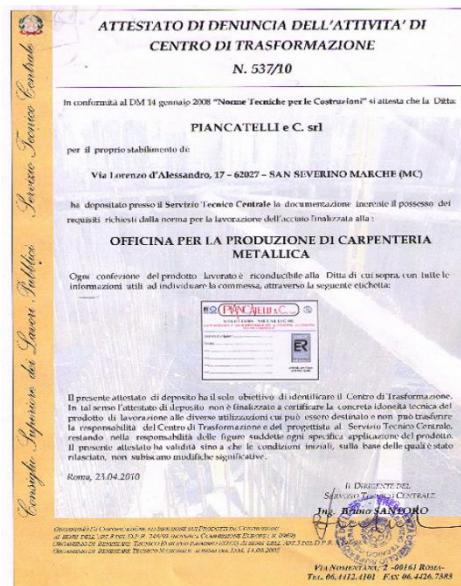 ATTESTATO DI DENUNCIA DELL'ATTIVITA' DI
CENTRO DI TRASFORMAZIONE
N. 537/10
In conformità al DM 14 gennaio 2008 "Norme Tecniche per le Costruzioni" si attesta che la Ditta:
PIANCATELLI e C. srl
per il proprio stabilimento di:
Via Lorenzo d'Alessandro, 17 – 62027 – SAN SEVERINO MARCHE (MC)
ha depositato presso il Servizio Tecnico Centrale la documentazione inerente il possesso dei
requisiti richiesti dalla norma per la lavorazione dell'acciaio finalizzata alla :
OFFICINA PER LA PRODUZIONE DI CARPENTERIA
METALLICA
Ogni confezione del prodotto lavorato è riconducibile alla Ditta di cui sopra, con tutte le
informazioni utili ad individuare la commessa, attraverso la seguente etichetta:
PIANCATELLI & C.
ER
Il presente attestato di deposito ha il solo obiettivo di identificare il Centro di Trasformazione.
In tal senso l'attestato di deposito non è finalizzato a certificare la concreta idoneità tecnica del
prodotto di lavorazione alle diverse utilizzazioni cui può essere destinato e non può trasferire
la responsabilità del Centro di Trasformazione e del progettista al Servizio Tecnico Centrale,
restando nella responsabilità delle figure suddette ogni specifica applicazione del prodotto.
Il presente attestato ha validità sino a che le condizioni iniziali, sulla base delle quali è stato
rilasciato, non subiscano modifiche significative.
Roma, 23.04.2010
Il DIRIGENTE DEL
SERVIZIO TECNICO CENTRALE
Ing. Bruno SANTORO
VIA NOMENTANA, 2 -00161 ROMA-
TEL. 06.4412.4101 FAX 06.4426.7383
Consiglio Superiore dei Lavori Pubblici Servizio Tecnico Centrale